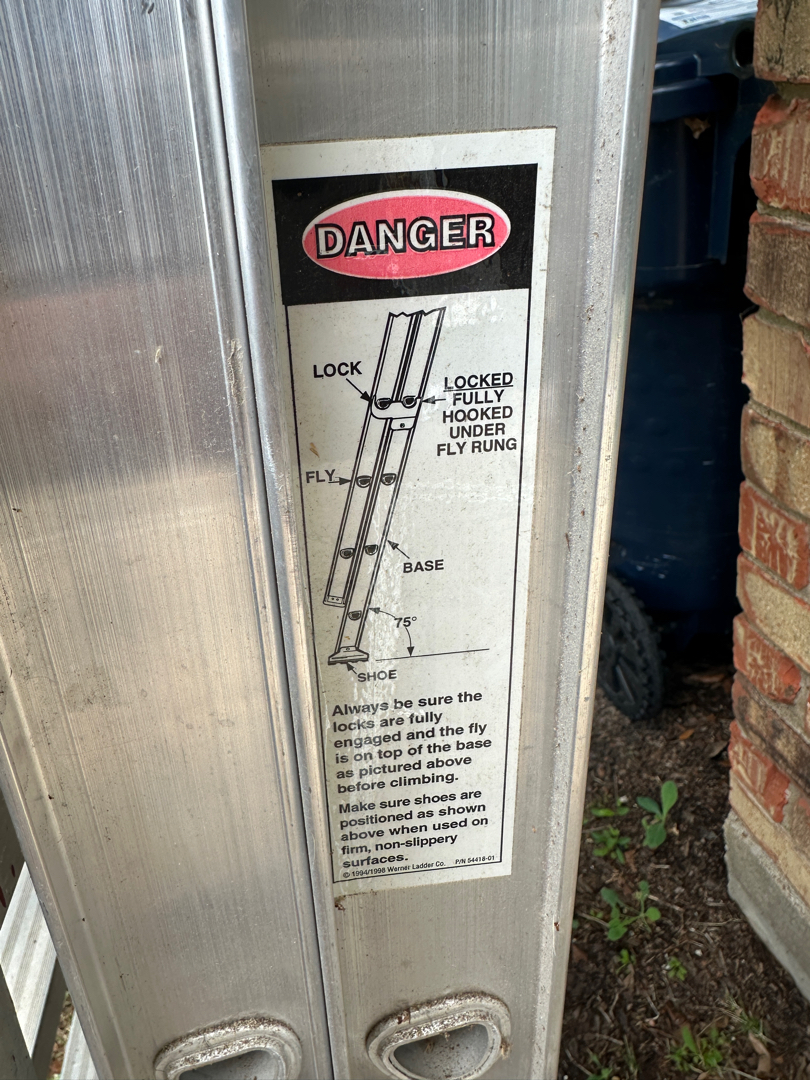 DANGER
LOCK
LOCKED
FULLY
HOOKED
UNDER
FLY RUNG
FLY
BASE
75°
SHOE
Always be sure the
locks are fully
engaged and the fly
is on top of the base
as pictured above
before climbing.
Make sure shoes are
positioned as shown
above when used on
firm, non-slippery
surfaces.
© 1994/1998 Werner Ladder Co. P/N 54418-01